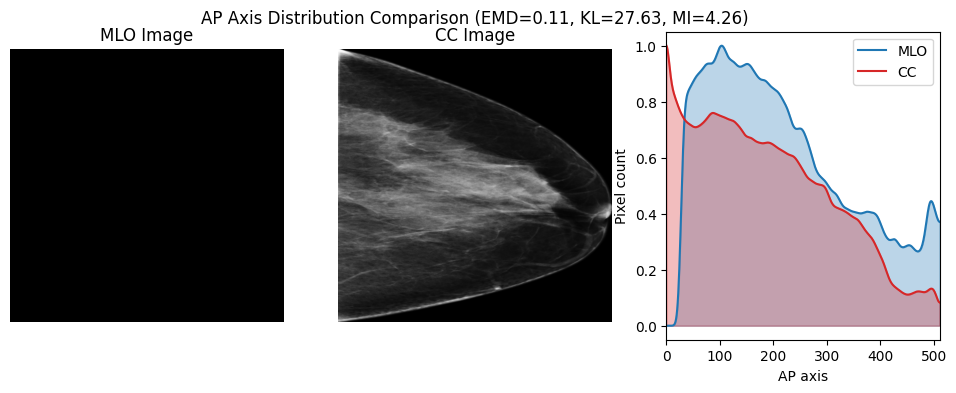 AP Axis Distribution Comparison (EMD=0.11, KL=27.63, MI=4.26)
MLO Image
CC Image
MLO
CC
Pixel count
1.0
0.8
0.6
0.4
0.2
0.0
0 100 200 300 400 500
AP axis